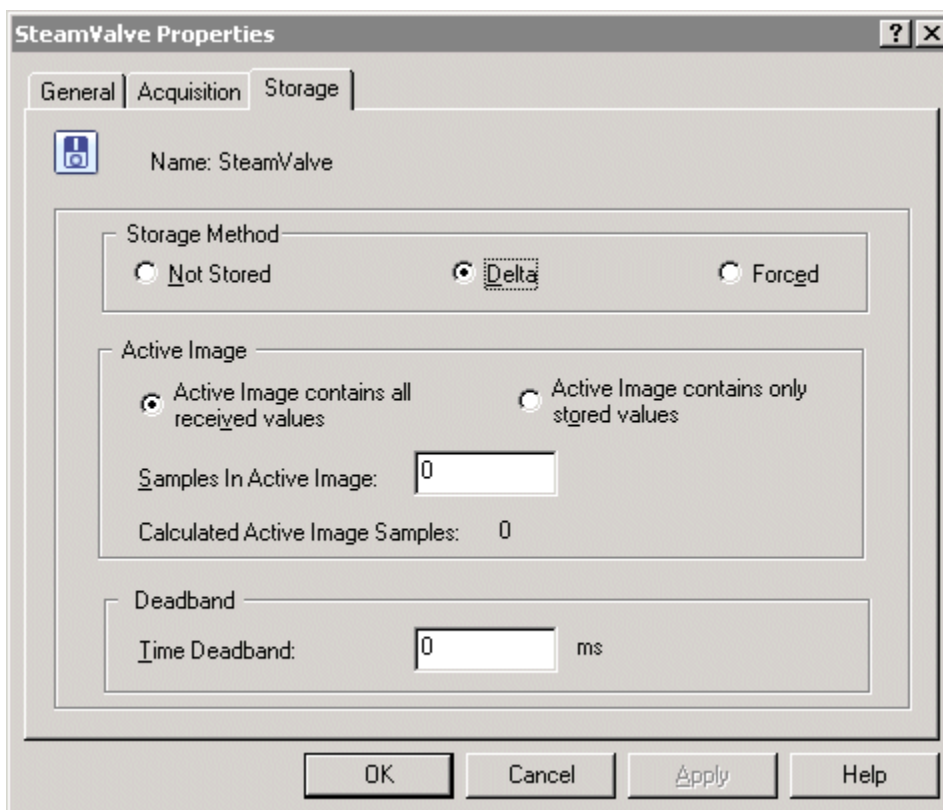 SteamValve Properties
? X
General Acquisition Storage
Name: SteamValve
Storage Method
Not Stored Delta Forced
Active Image
Active Image contains all received values
Active Image contains only stored values
Samples In Active Image: 0
Calculated Active Image Samples: 0
Deadband
Time Deadband: 0 ms
OK Cancel Apply Help